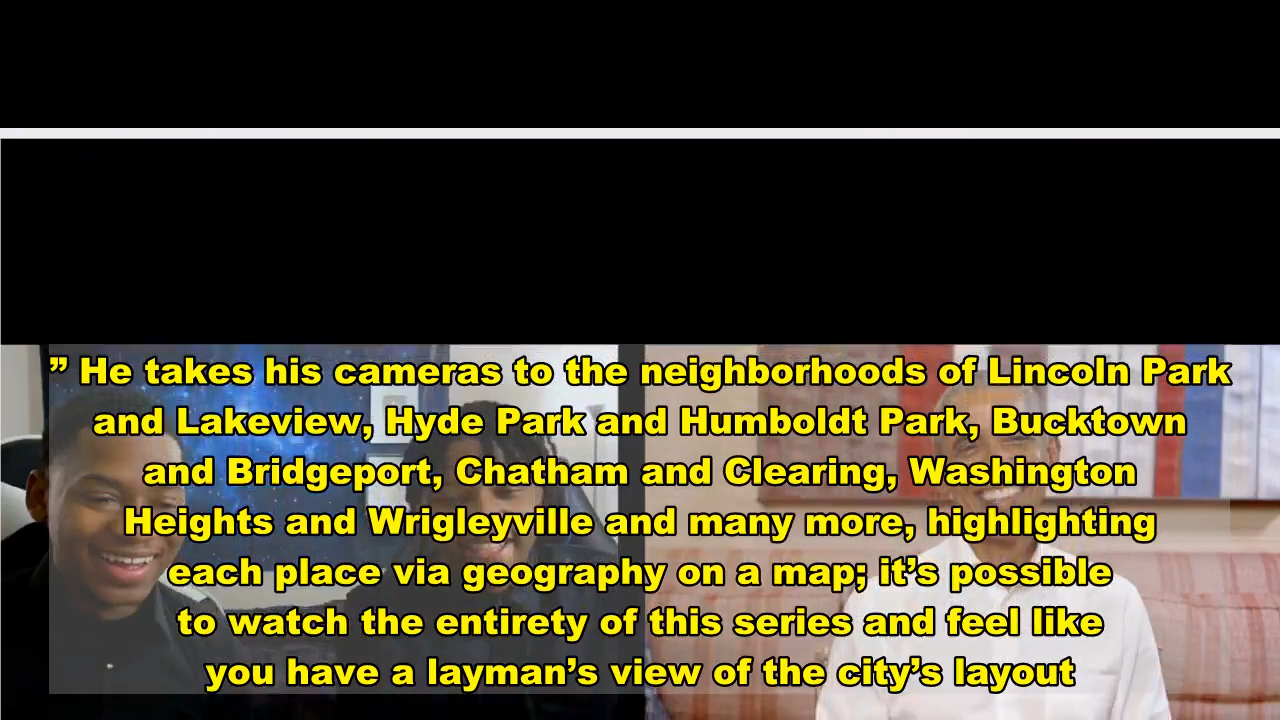 ” He takes his cameras to the neighborhoods of Lincoln Park
and Lakeview, Hyde Park and Humboldt Park, Bucktown
and Bridgeport, Chatham and Clearing, Washington
Heights and Wrigleyville and many more, highlighting
each place via geography on a map; it’s possible
to watch the entirety of this series and feel like
you have a layman’s view of the city’s layout